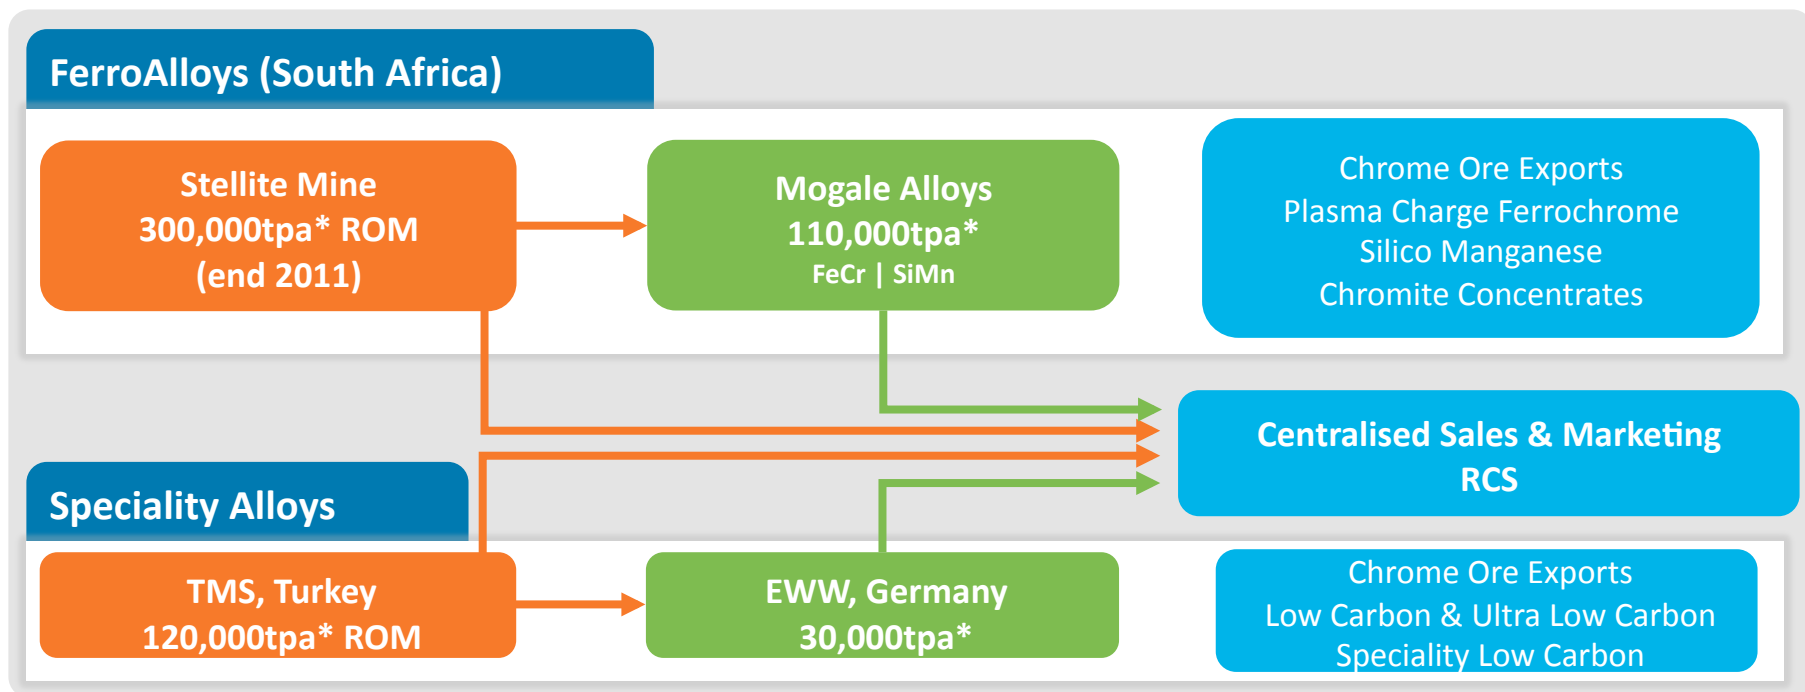 FerroAlloys (South Africa)
Stellite Mine
300,000tpa* ROM
(end 2011)
Mogale Alloys
110,000tpa*
FeCr | SiMn
Chrome Ore Exports
Plasma Charge Ferrochrome
Silico Manganese
Chromite Concentrates
Centralised Sales & Marketing
RCS
Speciality Alloys
TMS, Turkey
120,000tpa* ROM
EWW, Germany
30,000tpa*
Chrome Ore Exports
Low Carbon & Ultra Low Carbon
Speciality Low Carbon